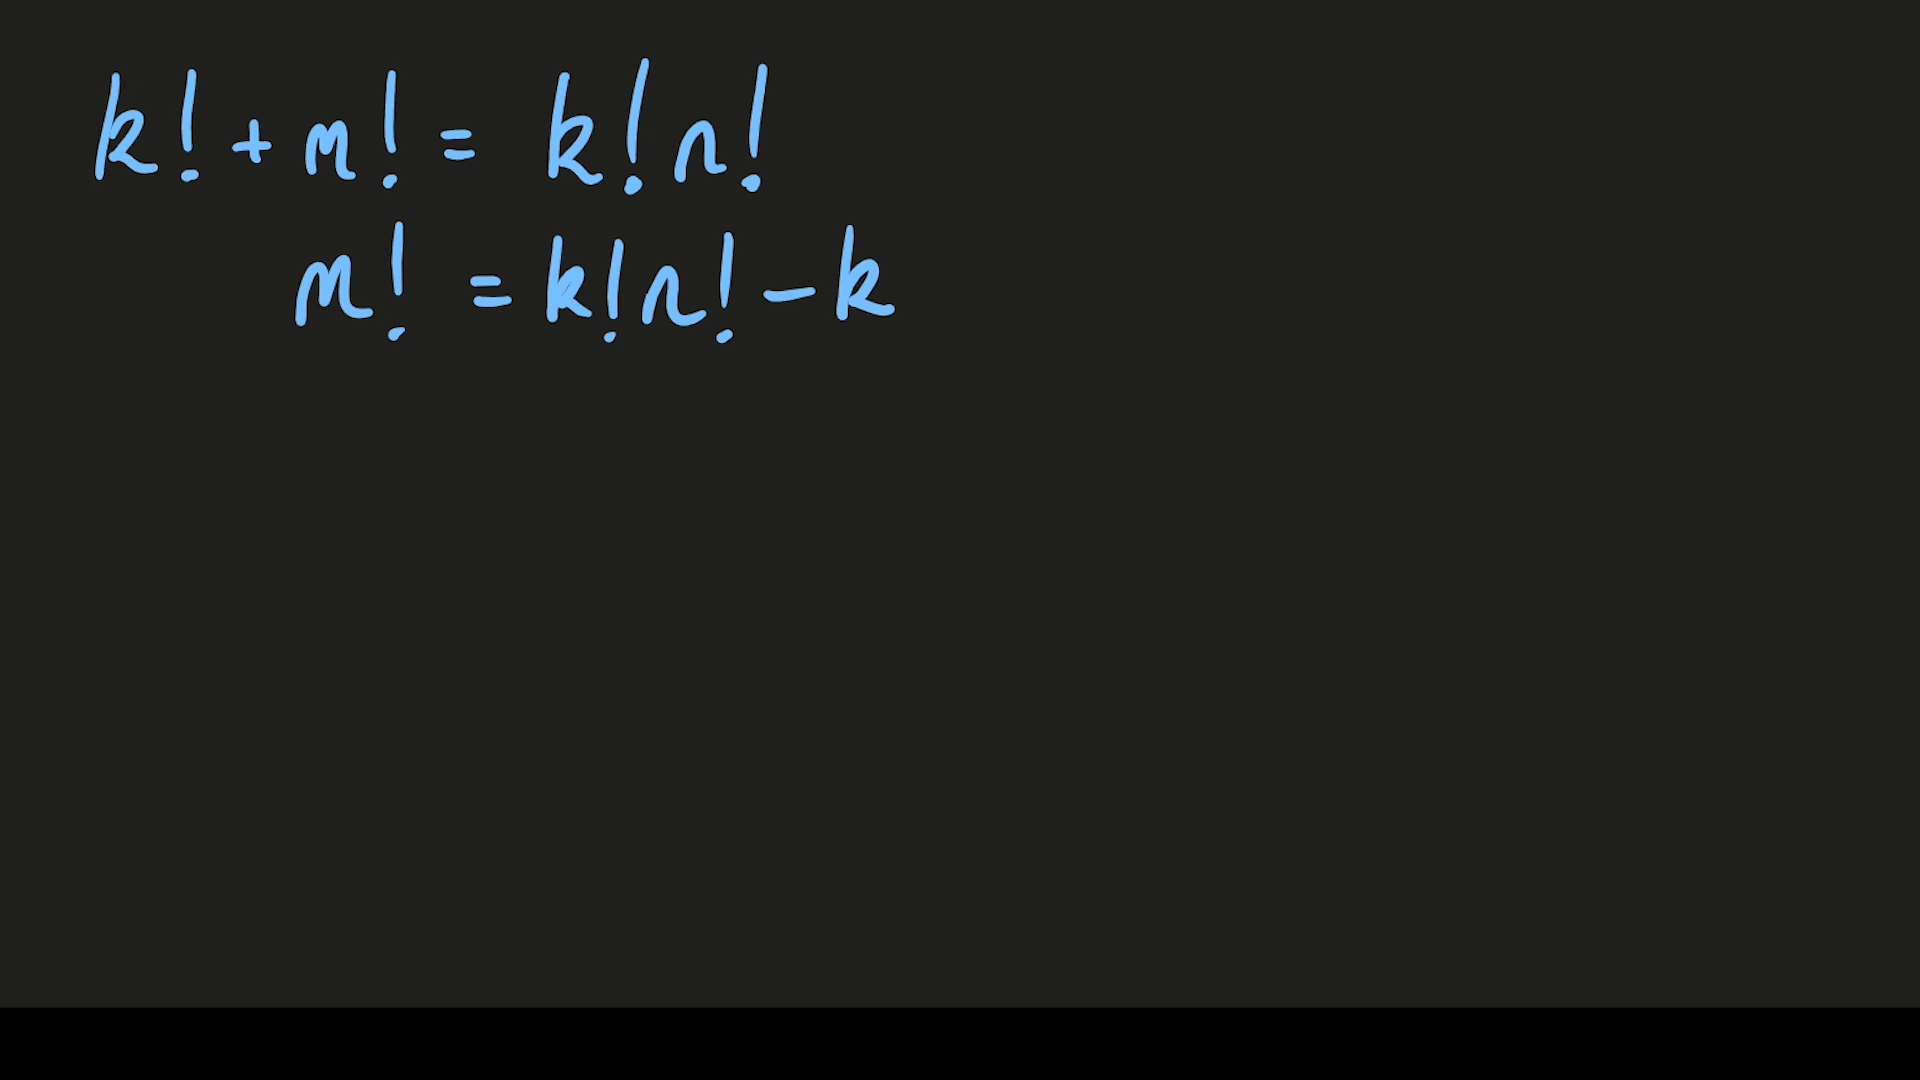 k! + m! = k! n!
m! = k! n! - k